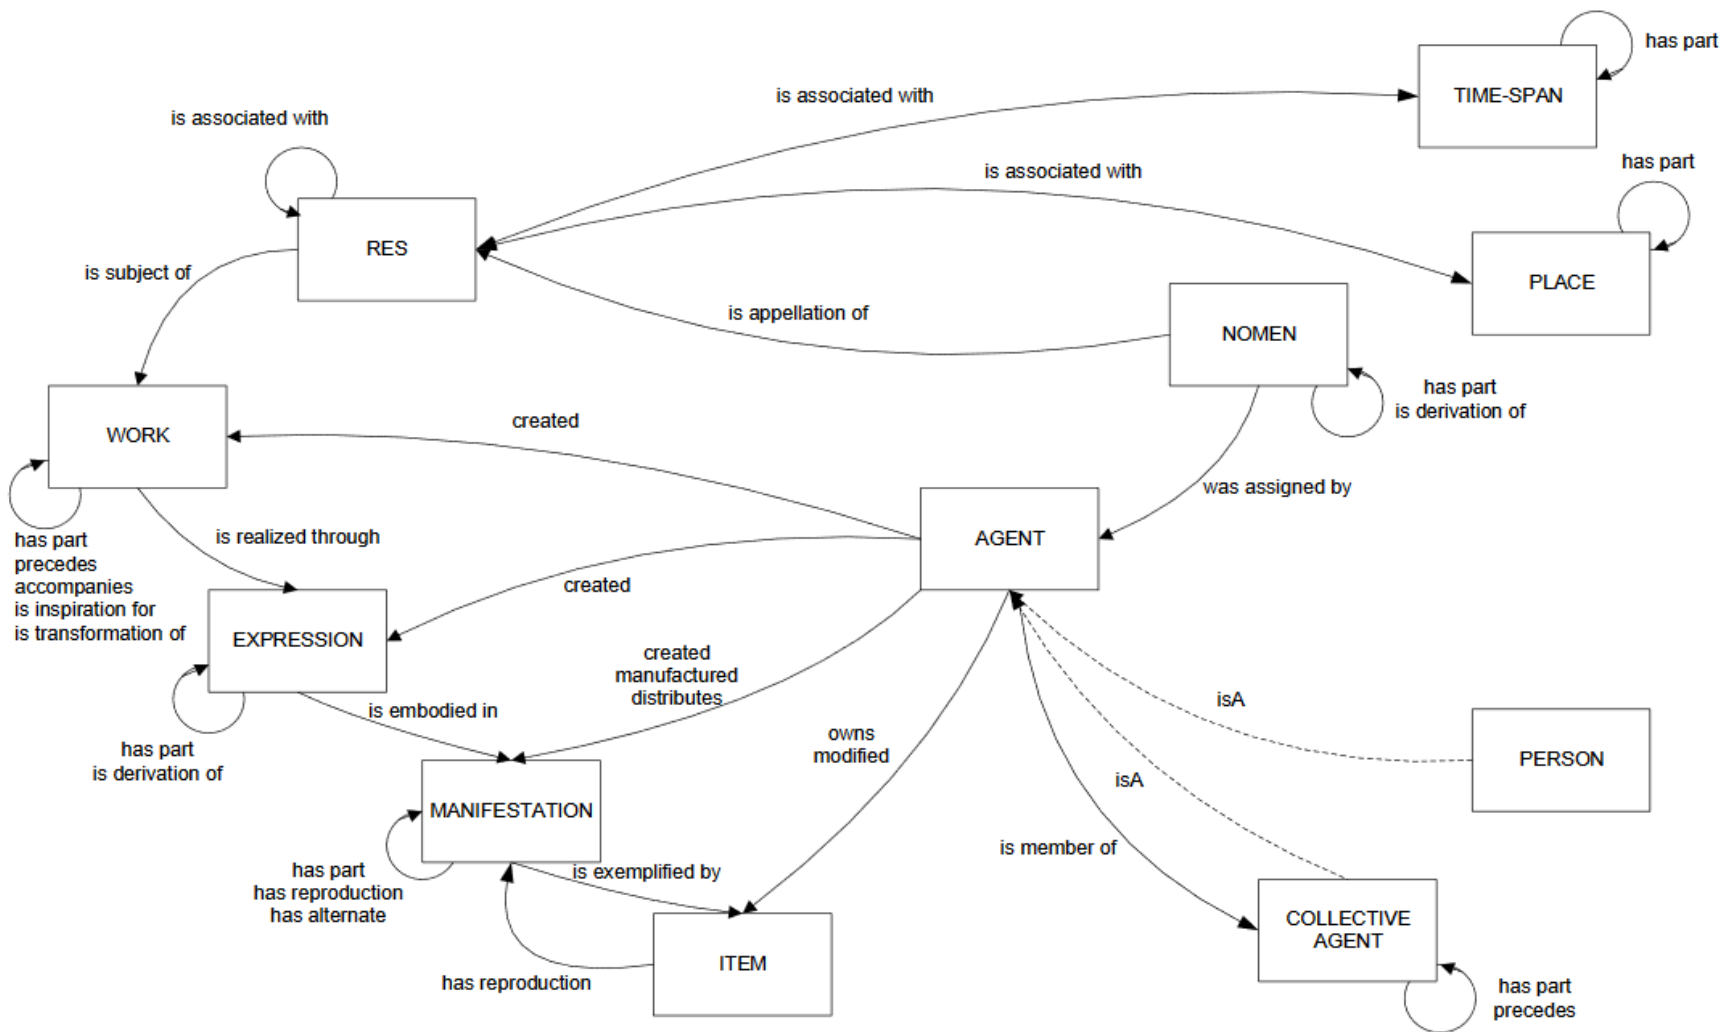 has part
TIME-SPAN
is associated with
is associated with
has part
is associated with
RES
PLACE
is subject of
is appellation of
NOMEN
has part
is derivation of
created
WORK
was assigned by
is realized through
AGENT
has part
precedes
accompanies
is inspiration for
is transformation of
created
EXPRESSION
created
manufactured
distributes
is embodied in
has part
is derivation of
owns
modified
isA
PERSON
isA
MANIFESTATION
is member of
has part
has reproduction
has alternate
is exemplified by
COLLECTIVE
AGENT
ITEM
has reproduction
has part
precedes